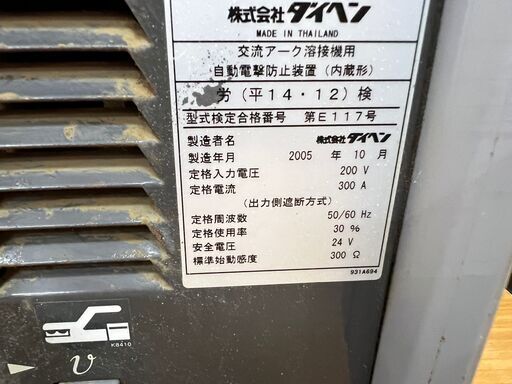 株式会社ダイヘン
MADE IN THAILAND
交流アーク溶接機用
自動電撃防止装置（内蔵形）
労（平14・12）検
型式検定合格番号 第E117号
製造者名 株式会社ダイヘン
製造年月 2005 年 10 月
定格入力電圧 200 V
定格電流 300 A
（出力側遮断方式）
定格周波数 50/60 Hz
定格使用率 30 %
安全電圧 24 V
標準始動感度 300 Ω
931A694
K8410
υ